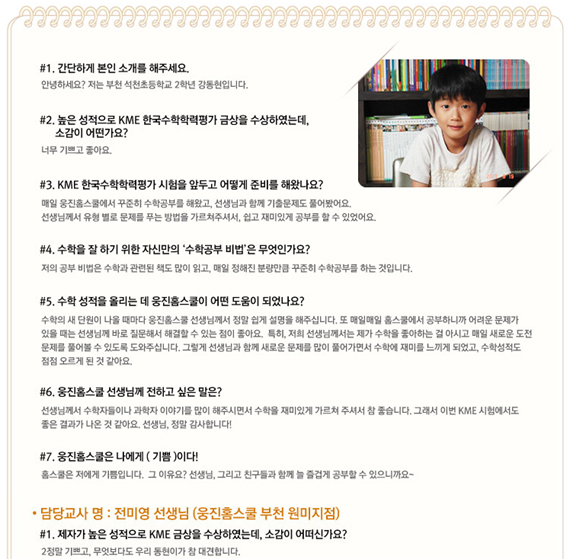 #1. 간단하게 본인 소개를 해주세요.
안녕하세요? 저는 부천 석천초등학교 2학년 강동현입니다.
#2. 높은 성적으로 KME 한국수학학력평가 금상을 수상하였는데,
소감이 어떤가요?
너무 기쁘고 좋아요.
#3. KME 한국수학학력평가 시험을 앞두고 어떻게 준비를 해왔나요?
매일 웅진홈스쿨에서 꾸준히 수학공부를 해왔고, 선생님과 함께 기출문제도 풀어봤어요.
선생님께서 유형 별로 문제를 푸는 방법을 가르쳐주셔서, 쉽고 재미있게 공부를 할 수 있었어요.
#4. 수학을 잘 하기 위한 자신만의 ‘수학공부 비법’은 무엇인가요?
저의 공부 비법은 수학과 관련된 책도 많이 읽고, 매일 정해진 분량만큼 꾸준히 수학공부를 하는 것입니다.
#5. 수학 성적을 올리는 데 웅진홈스쿨이 어떤 도움이 되었나요?
수학의 새 단원이 나올 때마다 웅진홈스쿨 선생님께서 정말 쉽게 설명을 해주십니다. 또 매일매일 홈스쿨에서 공부하니까 어려운 문제가
있을 때는 선생님께 바로 질문해서 해결할 수 있는 점이 좋아요.  특히, 저희 선생님께서는 제가 수학을 좋아하는 걸 아시고 매일 새로운 도전
문제를 풀어볼 수 있도록 도와주십니다. 그렇게 선생님과 함께 새로운 문제를 많이 풀어가면서 수학에 재미를 느끼게 되었고, 수학성적도
점점 오르게 된 것 같아요.
#6. 웅진홈스쿨 선생님께 전하고 싶은 말은?
선생님께서 수학자들이나 과학자 이야기를 많이 해주시면서 수학을 재미있게 가르쳐 주셔서 참 좋습니다. 그래서 이번 KME 시험에서도
좋은 결과가 나온 것 같아요. 선생님, 정말 감사합니다!
#7. 웅진홈스쿨은 나에게 ( 기쁨 )이다!
홈스쿨은 저에게 기쁨입니다.  그 이유요? 선생님, 그리고 친구들과 함께 늘 즐겁게 공부할 수 있으니까요~
• 담당교사 명 : 전미영 선생님 (웅진홈스쿨 부천 원미지점)
#1. 제자가 높은 성적으로 KME 금상을 수상하였는데, 소감이 어떠신가요?
2정말 기쁘고, 무엇보다도 우리 동현이가 참 대견합니다.